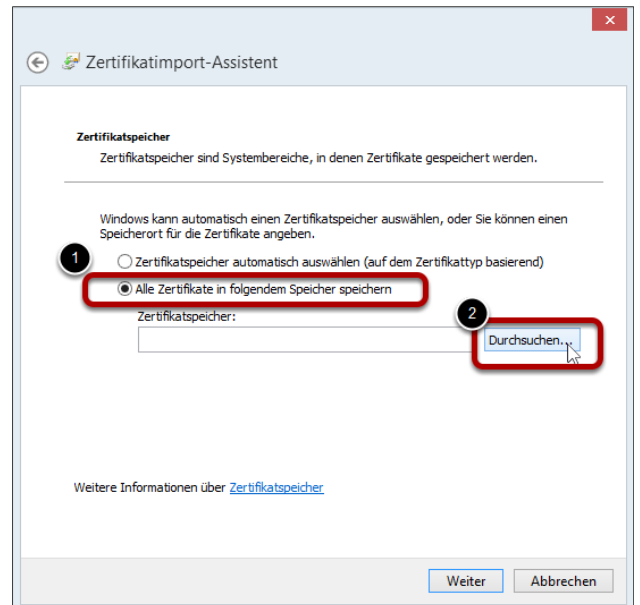 Zertifikatimport-Assistent
Zertifikatspeicher
Zertifikatspeicher sind Systembereiche, in denen Zertifikate gespeichert werden.
Windows kann automatisch einen Zertifikatspeicher auswählen, oder Sie können einen
Speicherort für die Zertifikate angeben.
1
Zertifikatspeicher automatisch auswählen (auf dem Zertifikattyp basierend)
Alle Zertifikate in folgendem Speicher speichern
Zertifikatspeicher:
2
Durchsuchen...
Weitere Informationen über Zertifikatspeicher
Weiter
Abbrechen